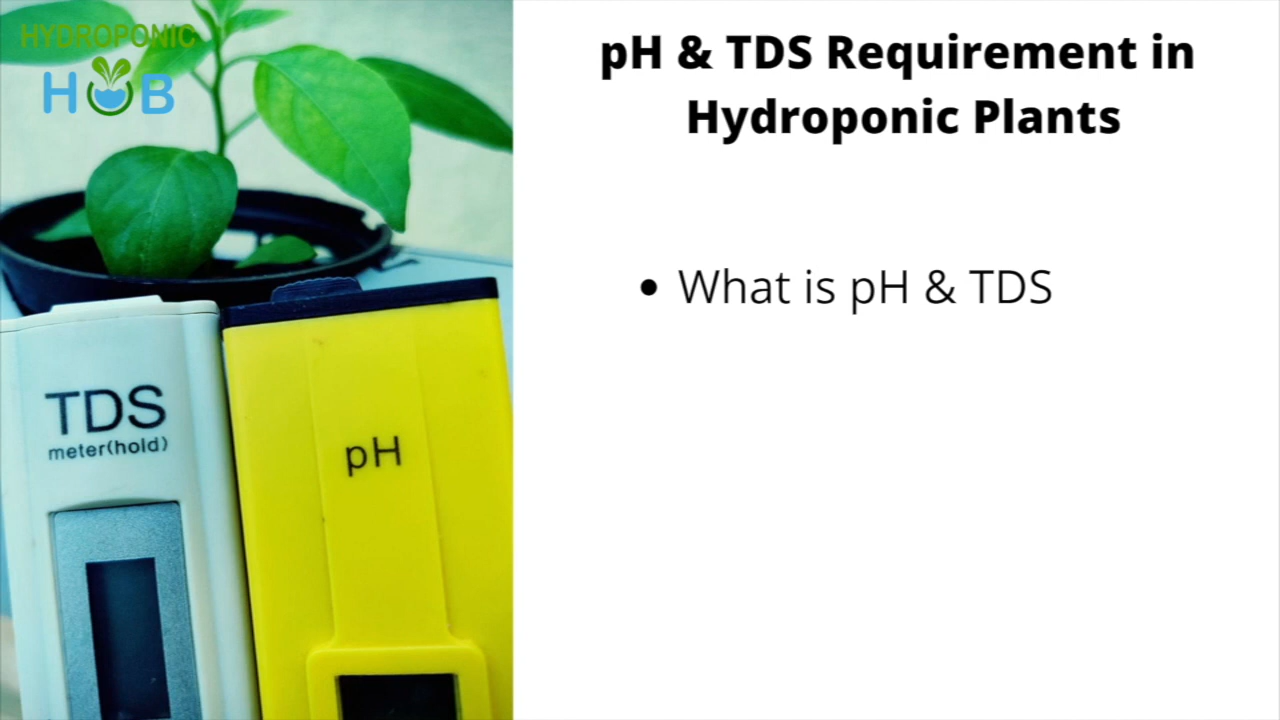 HYDROPONIC
HUB
pH & TDS Requirement in
Hydroponic Plants
• What is pH & TDS
TDS
meter(hold)
pH